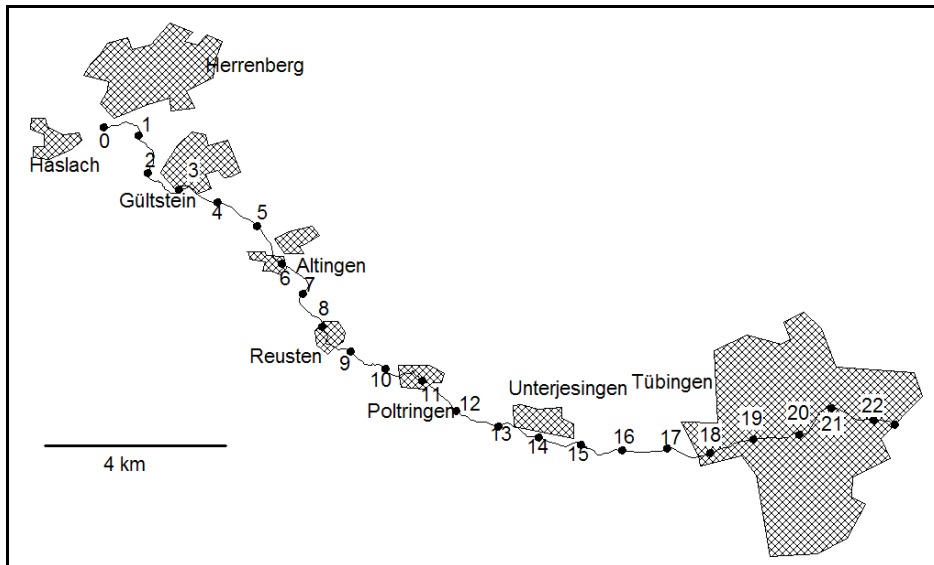 Herrenberg
1
0
Haslach
2
3
Gültstein
4
5
Altingen
6
7
8
Reusten
9
10
11
Poltringen
12
Unterjesingen
Tübingen
13
14
15
16
17
18
19
20
21
22
4 km